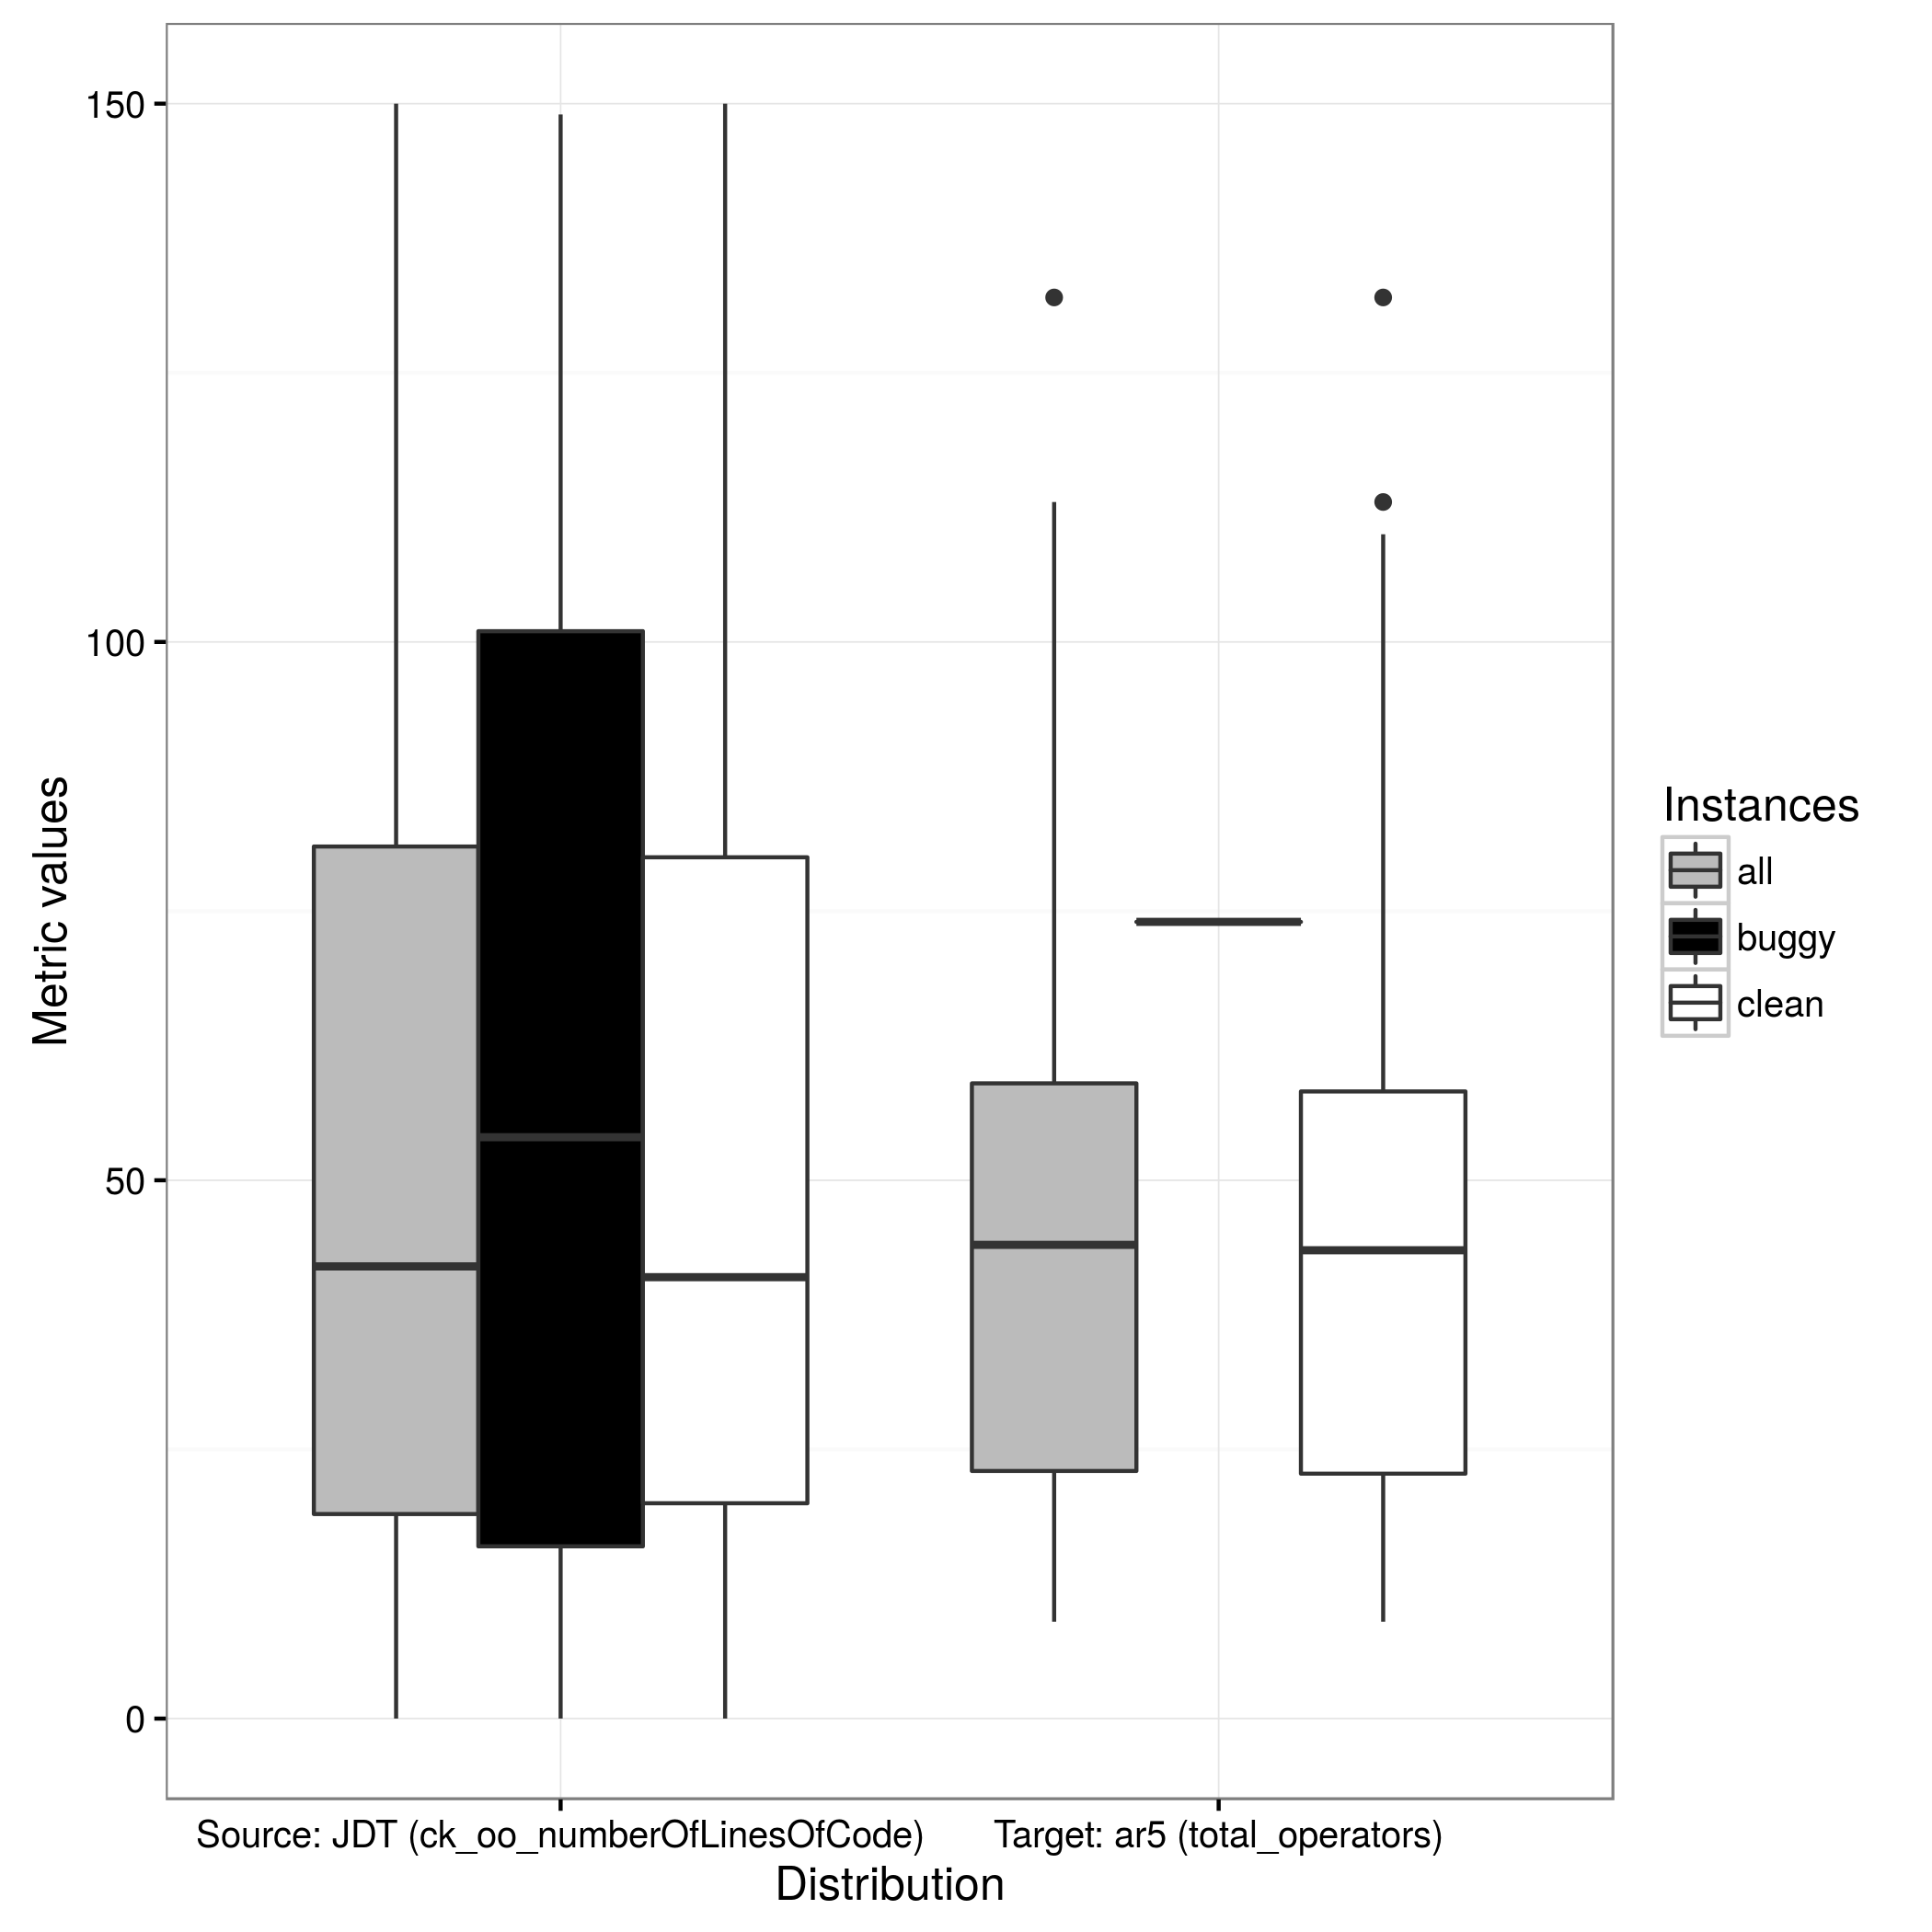 150
100
50
0
Metric values
Source: JDT (ck_oo_numberOfLinesOfCode)
Target: ar5 (total_operators)
Distribution
Instances
all
buggy
clean